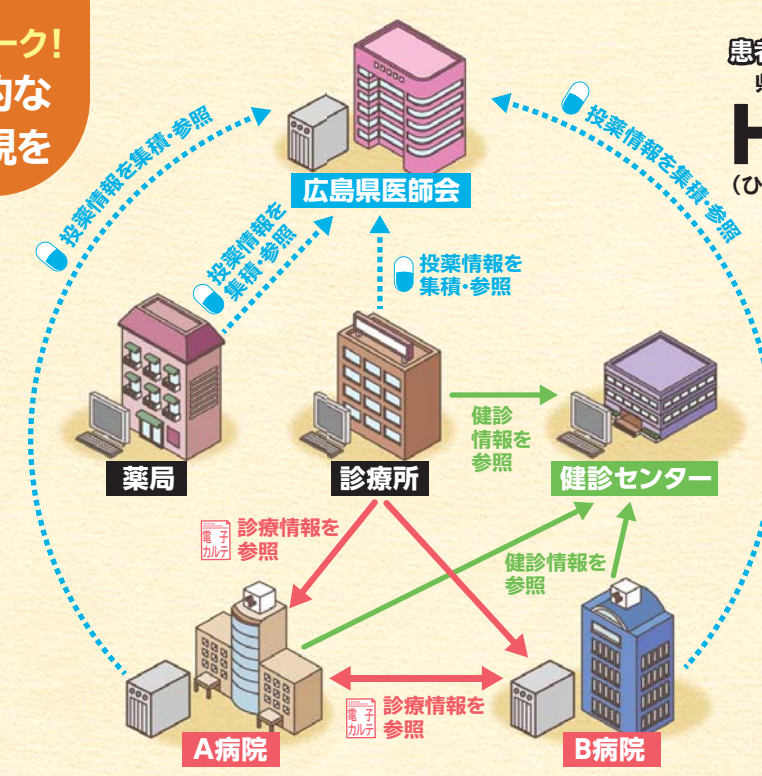 ーク!
的な
現を
患者
県
H
(ひ
投薬情報を集積・参照
投薬情報を集積・参照
広島県医師会
投薬情報を
集積・参照
投薬情報を
集積・参照
健診
情報を
参照
薬局
診療所
健診センター
電子
カルテ
診療情報を
参照
健診情報を
参照
電子
カルテ
診療情報を
参照
A病院
B病院